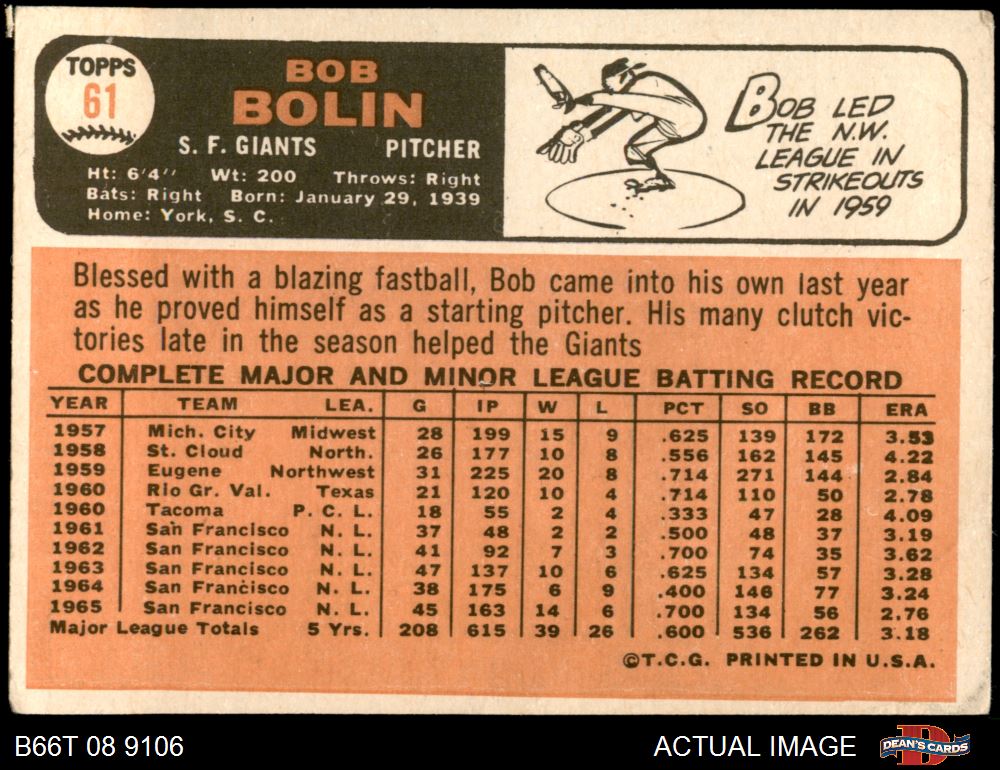 TOPPS
61
BOB
BOLIN
S. F. GIANTS PITCHER
Ht: 6'4" Wt: 200 Throws: Right
Bats: Right Born: January 29, 1939
Home: York, S. C.
BOB LED
THE N.W.
LEAGUE IN
STRIKEOUTS
IN 1959
Blessed with a blazing fastball, Bob came into his own last year
as he proved himself as a starting pitcher. His many clutch vic-
tories late in the season helped the Giants
COMPLETE MAJOR AND MINOR LEAGUE BATTING RECORD
YEAR TEAM LEA. G IP W L PCT SO BB ERA
1957 Mich. City Midwest 28 199 15 9 .625 139 172 3.53
1958 St. Cloud North. 26 177 10 8 .556 162 145 4.22
1959 Eugene Northwest 31 225 20 8 .714 271 144 2.84
1960 Rio Gr. Val. Texas 21 120 10 4 .714 110 50 2.78
1960 Tacoma P. C. L. 18 55 2 4 .333 47 28 4.09
1961 San Francisco N. L. 37 48 2 2 .500 48 37 3.19
1962 San Francisco N. L. 41 92 7 3 .700 74 35 3.62
1963 San Francisco N. L. 47 137 10 6 .625 134 57 3.28
1964 San Francisco N. L. 38 175 6 9 .400 146 77 3.24
1965 San Francisco N. L. 45 163 14 6 .700 134 56 2.76
Major League Totals 5 Yrs. 208 615 39 26 .600 536 262 3.18
©T.C.G. PRINTED IN U.S.A.
B66T 08 9106 ACTUAL IMAGE DEAN'S CARDS